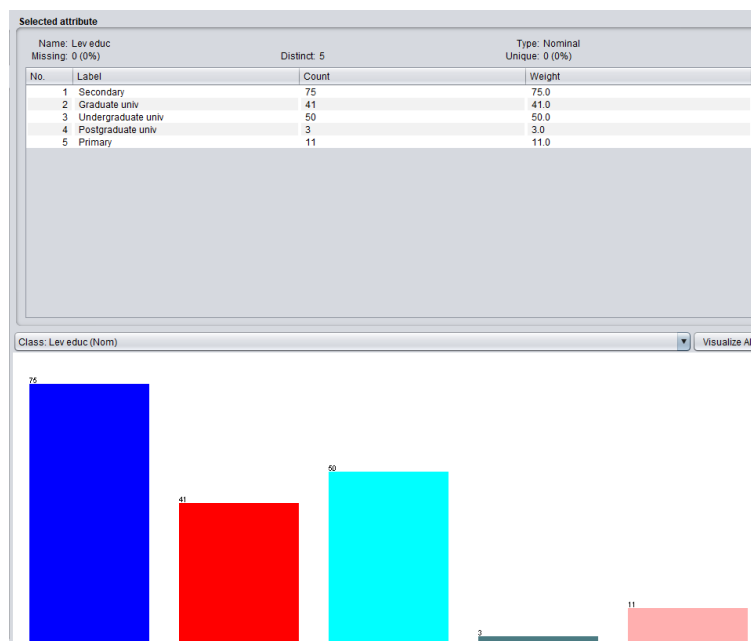 Selected attribute
Name: Lev educ Type: Nominal
Missing: 0 (0%) Distinct: 5 Unique: 0 (0%)
No. Label Count Weight
1 Secondary 75 75.0
2 Graduate univ 41 41.0
3 Undergraduate univ 50 50.0
4 Postgraduate univ 3 3.0
5 Primary 11 11.0
Class: Lev educ (Nom) Visualize Al
75
41
50
3
11